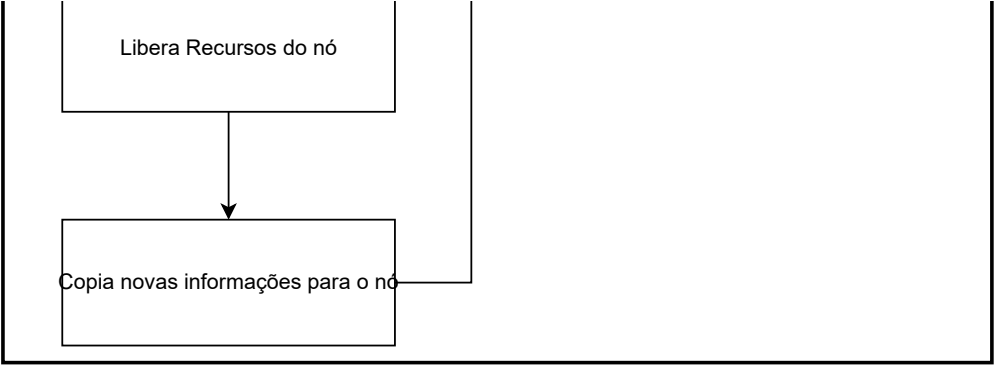 Libera Recursos do nó
Copia novas informações para o nó